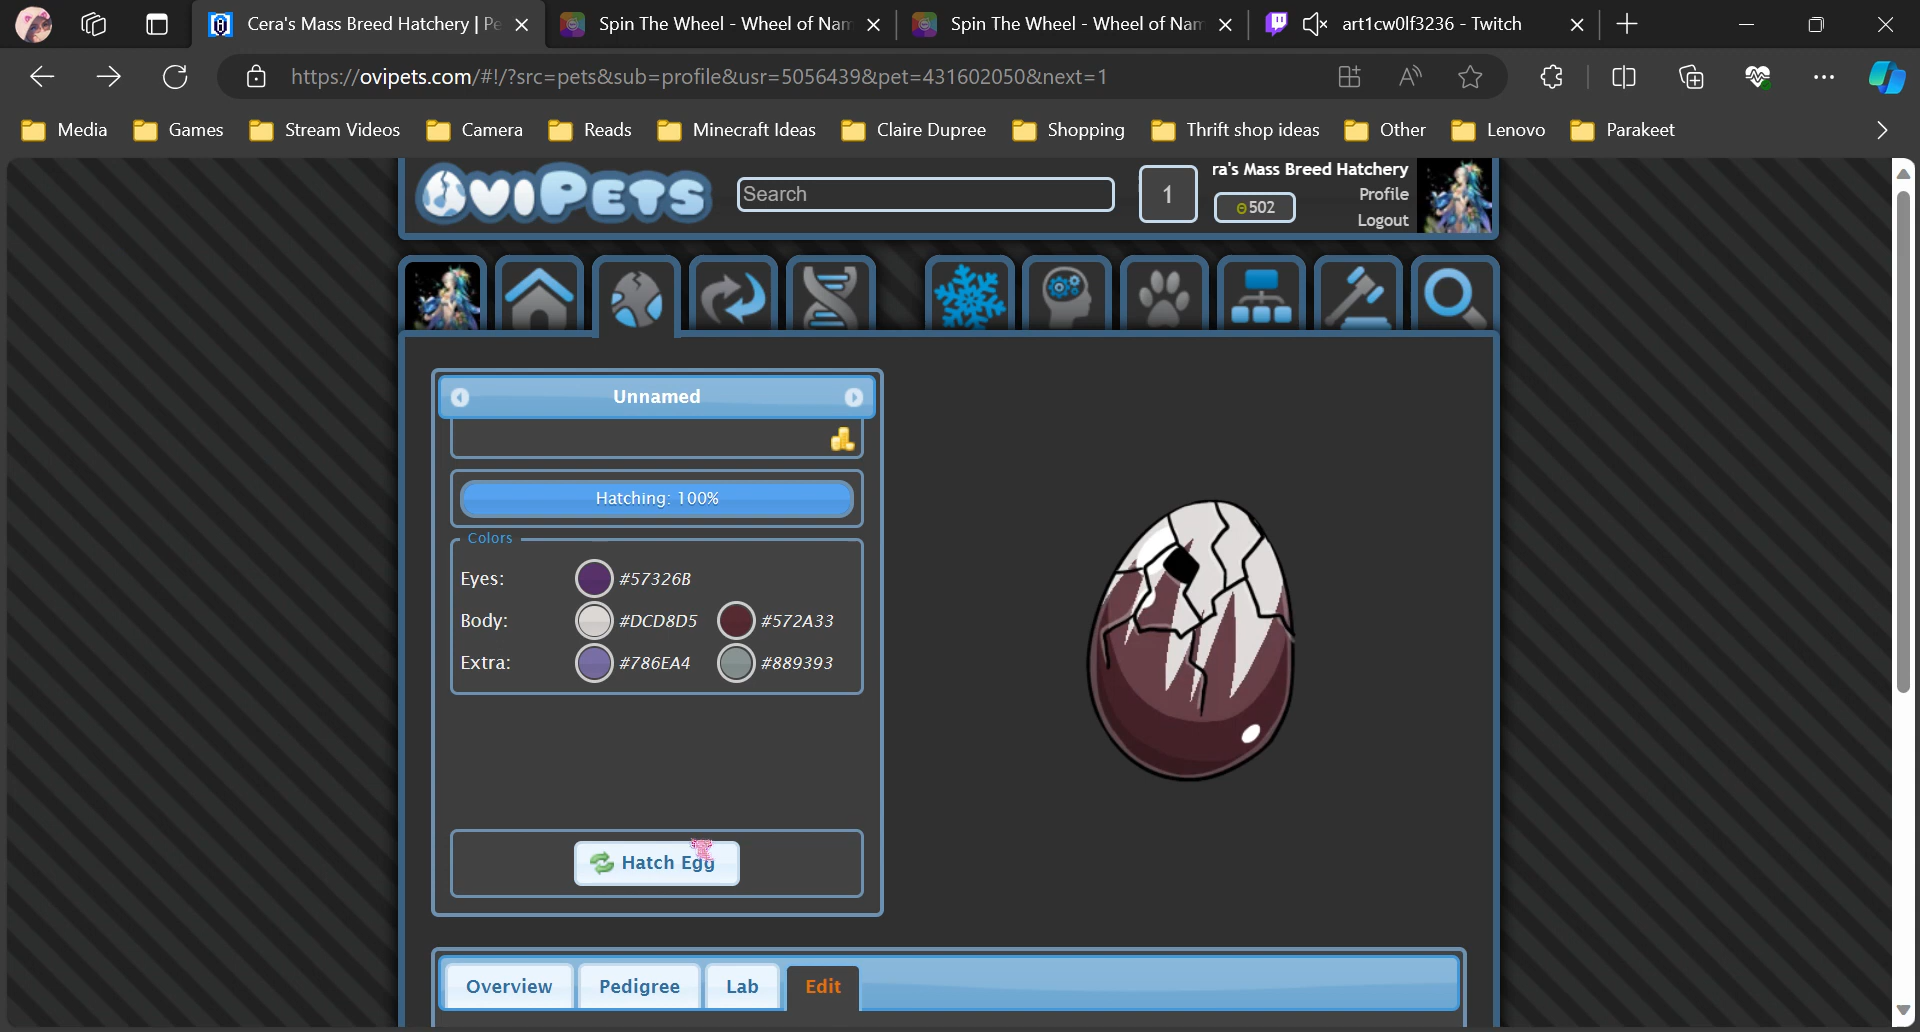 Cera's Mass Breed Hatchery | Pe
Spin The Wheel - Wheel of Nam
Spin The Wheel - Wheel of Nam
art1cw0lf3236 - Twitch
https://ovipets.com/#!/?src=pets&sub=profile&usr=5056439&pet=431602050&next=1
Media
Games
Stream Videos
Camera
Reads
Minecraft Ideas
Claire Dupree
Shopping
Thrift shop ideas
Other
Lenovo
Parakeet
OviPets
Search
1
ra's Mass Breed Hatchery
502
Profile
Logout
Unnamed
Hatching: 100%
Colors
Eyes: #57326B
Body: #DCD8D5 #572A33
Extra: #786EA4 #889393
Hatch Egg
Overview
Pedigree
Lab
Edit